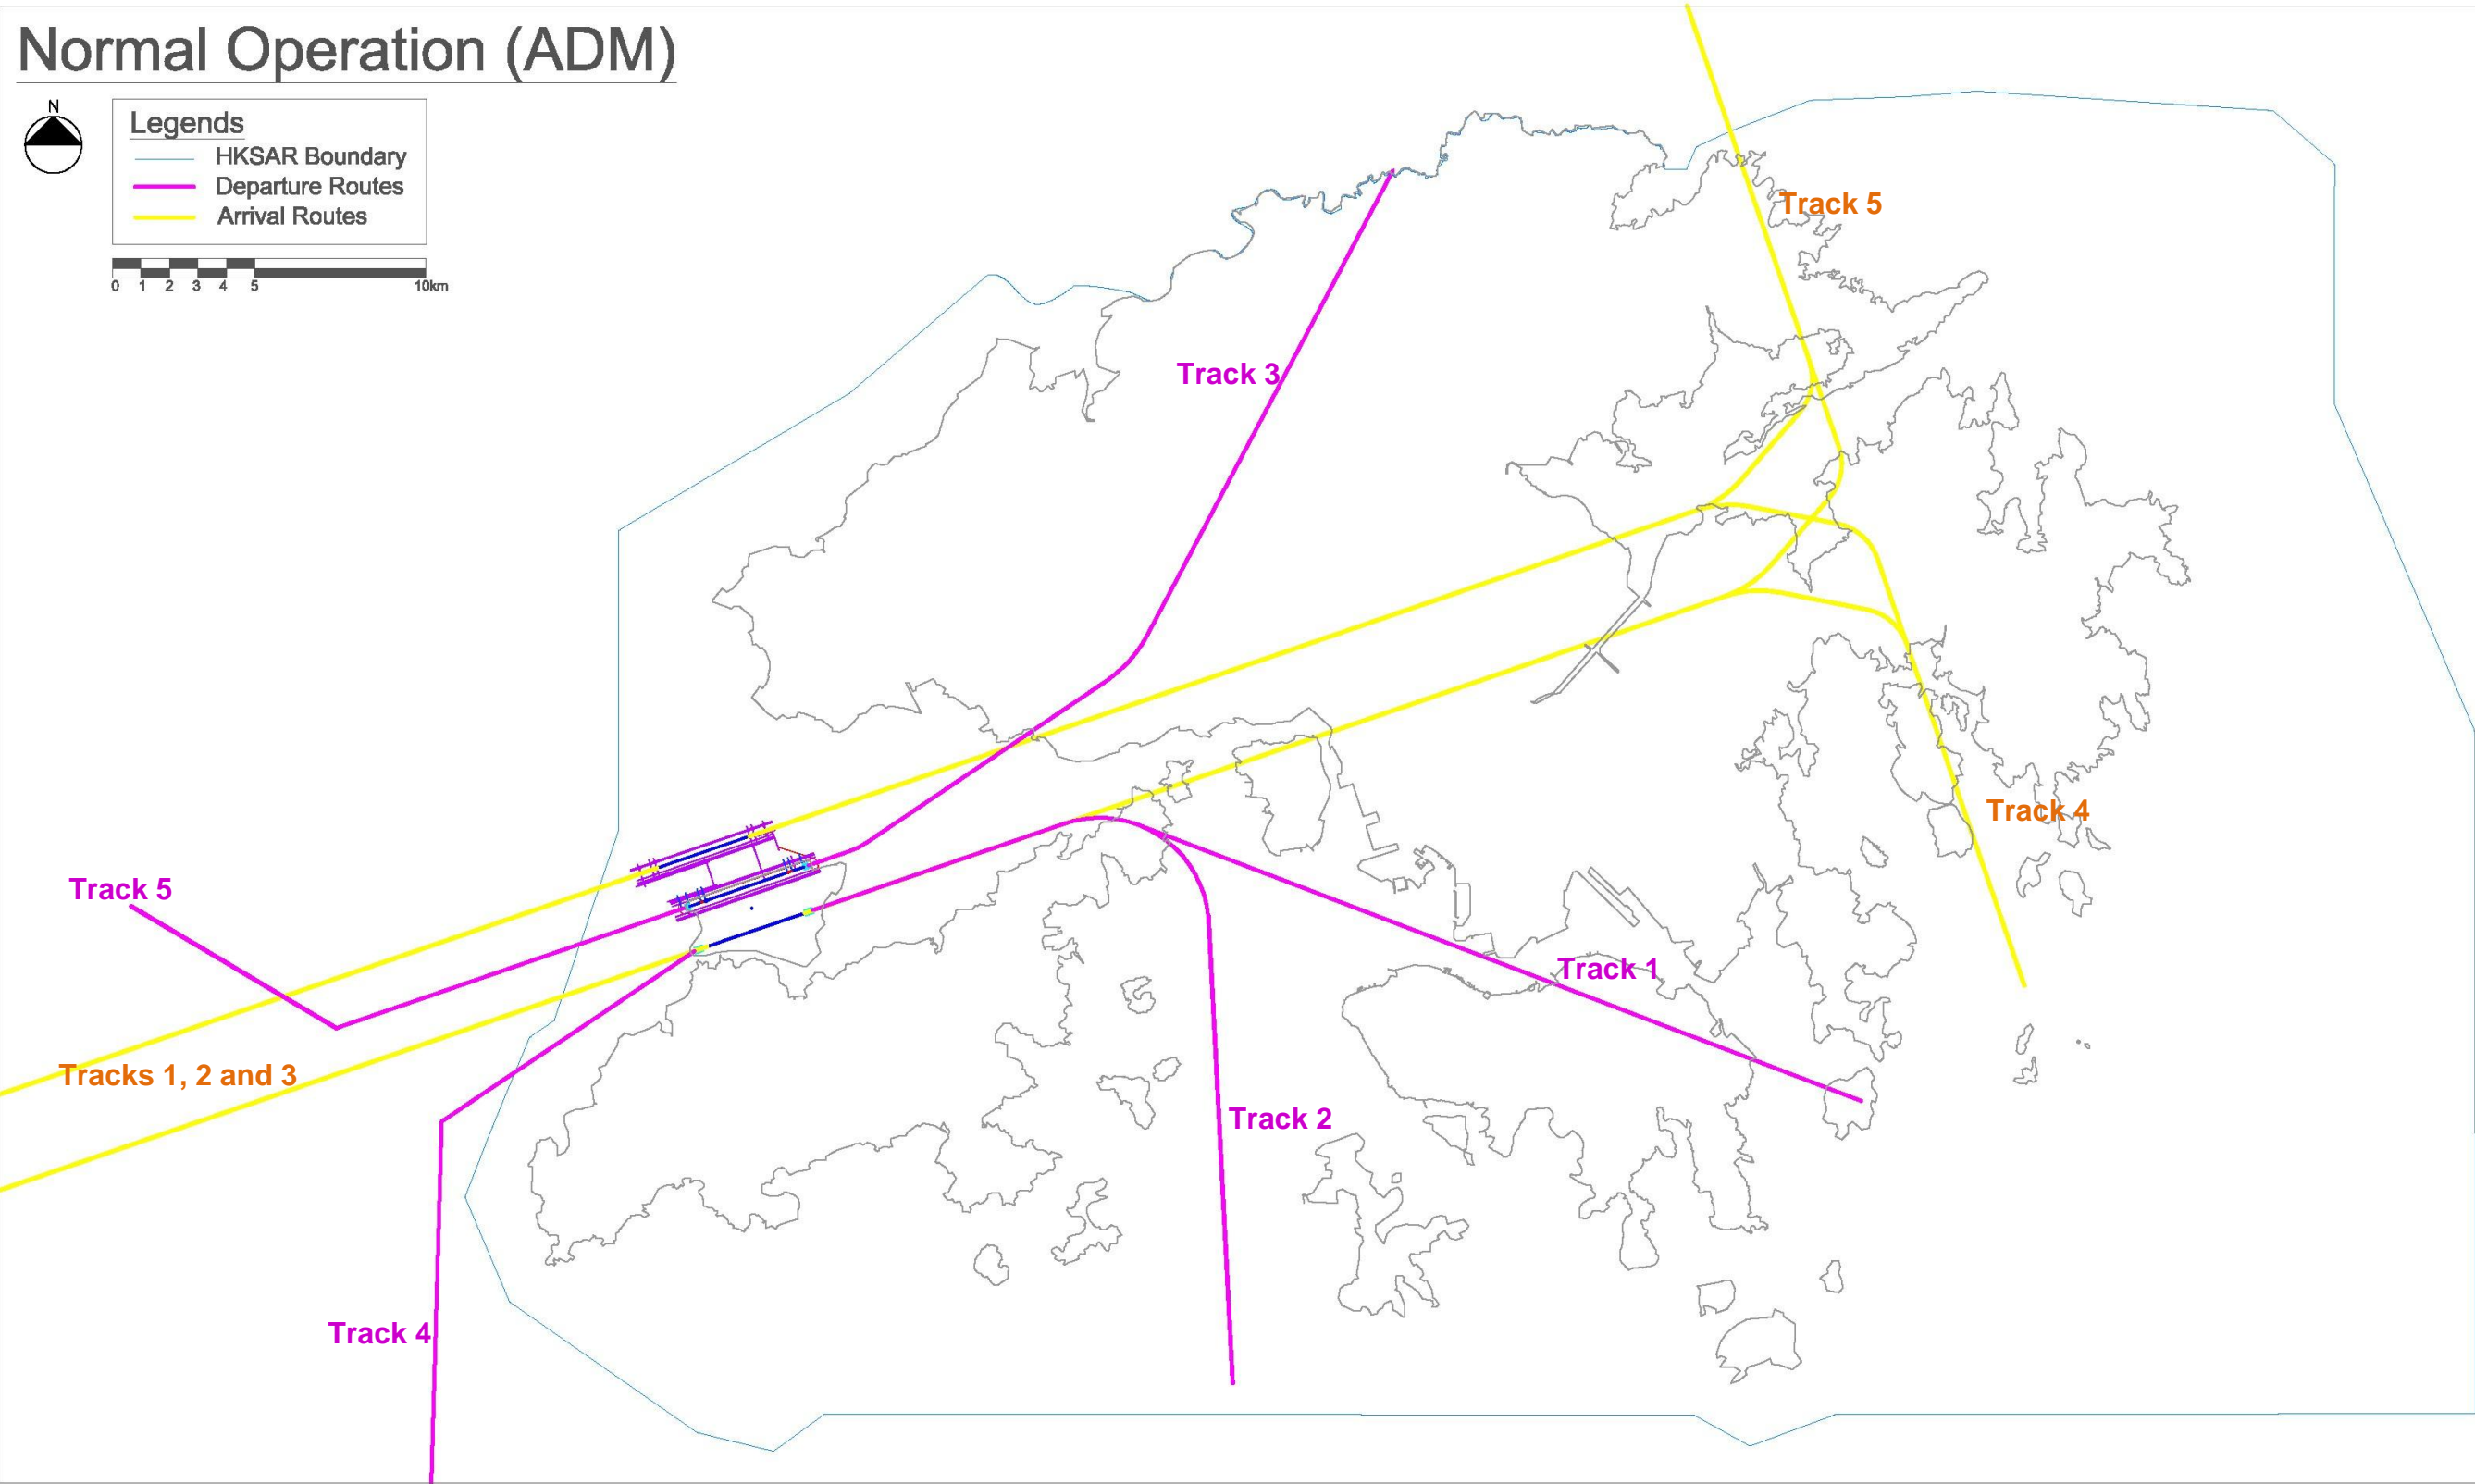 Normal Operation (ADM)
N
Legends
HKSAR Boundary
Departure Routes
Arrival Routes
0 1 2 3 4 5 10km
Track 5
Track 3
Track 4
Track 5
Track 1
Tracks 1, 2 and 3
Track 2
Track 4